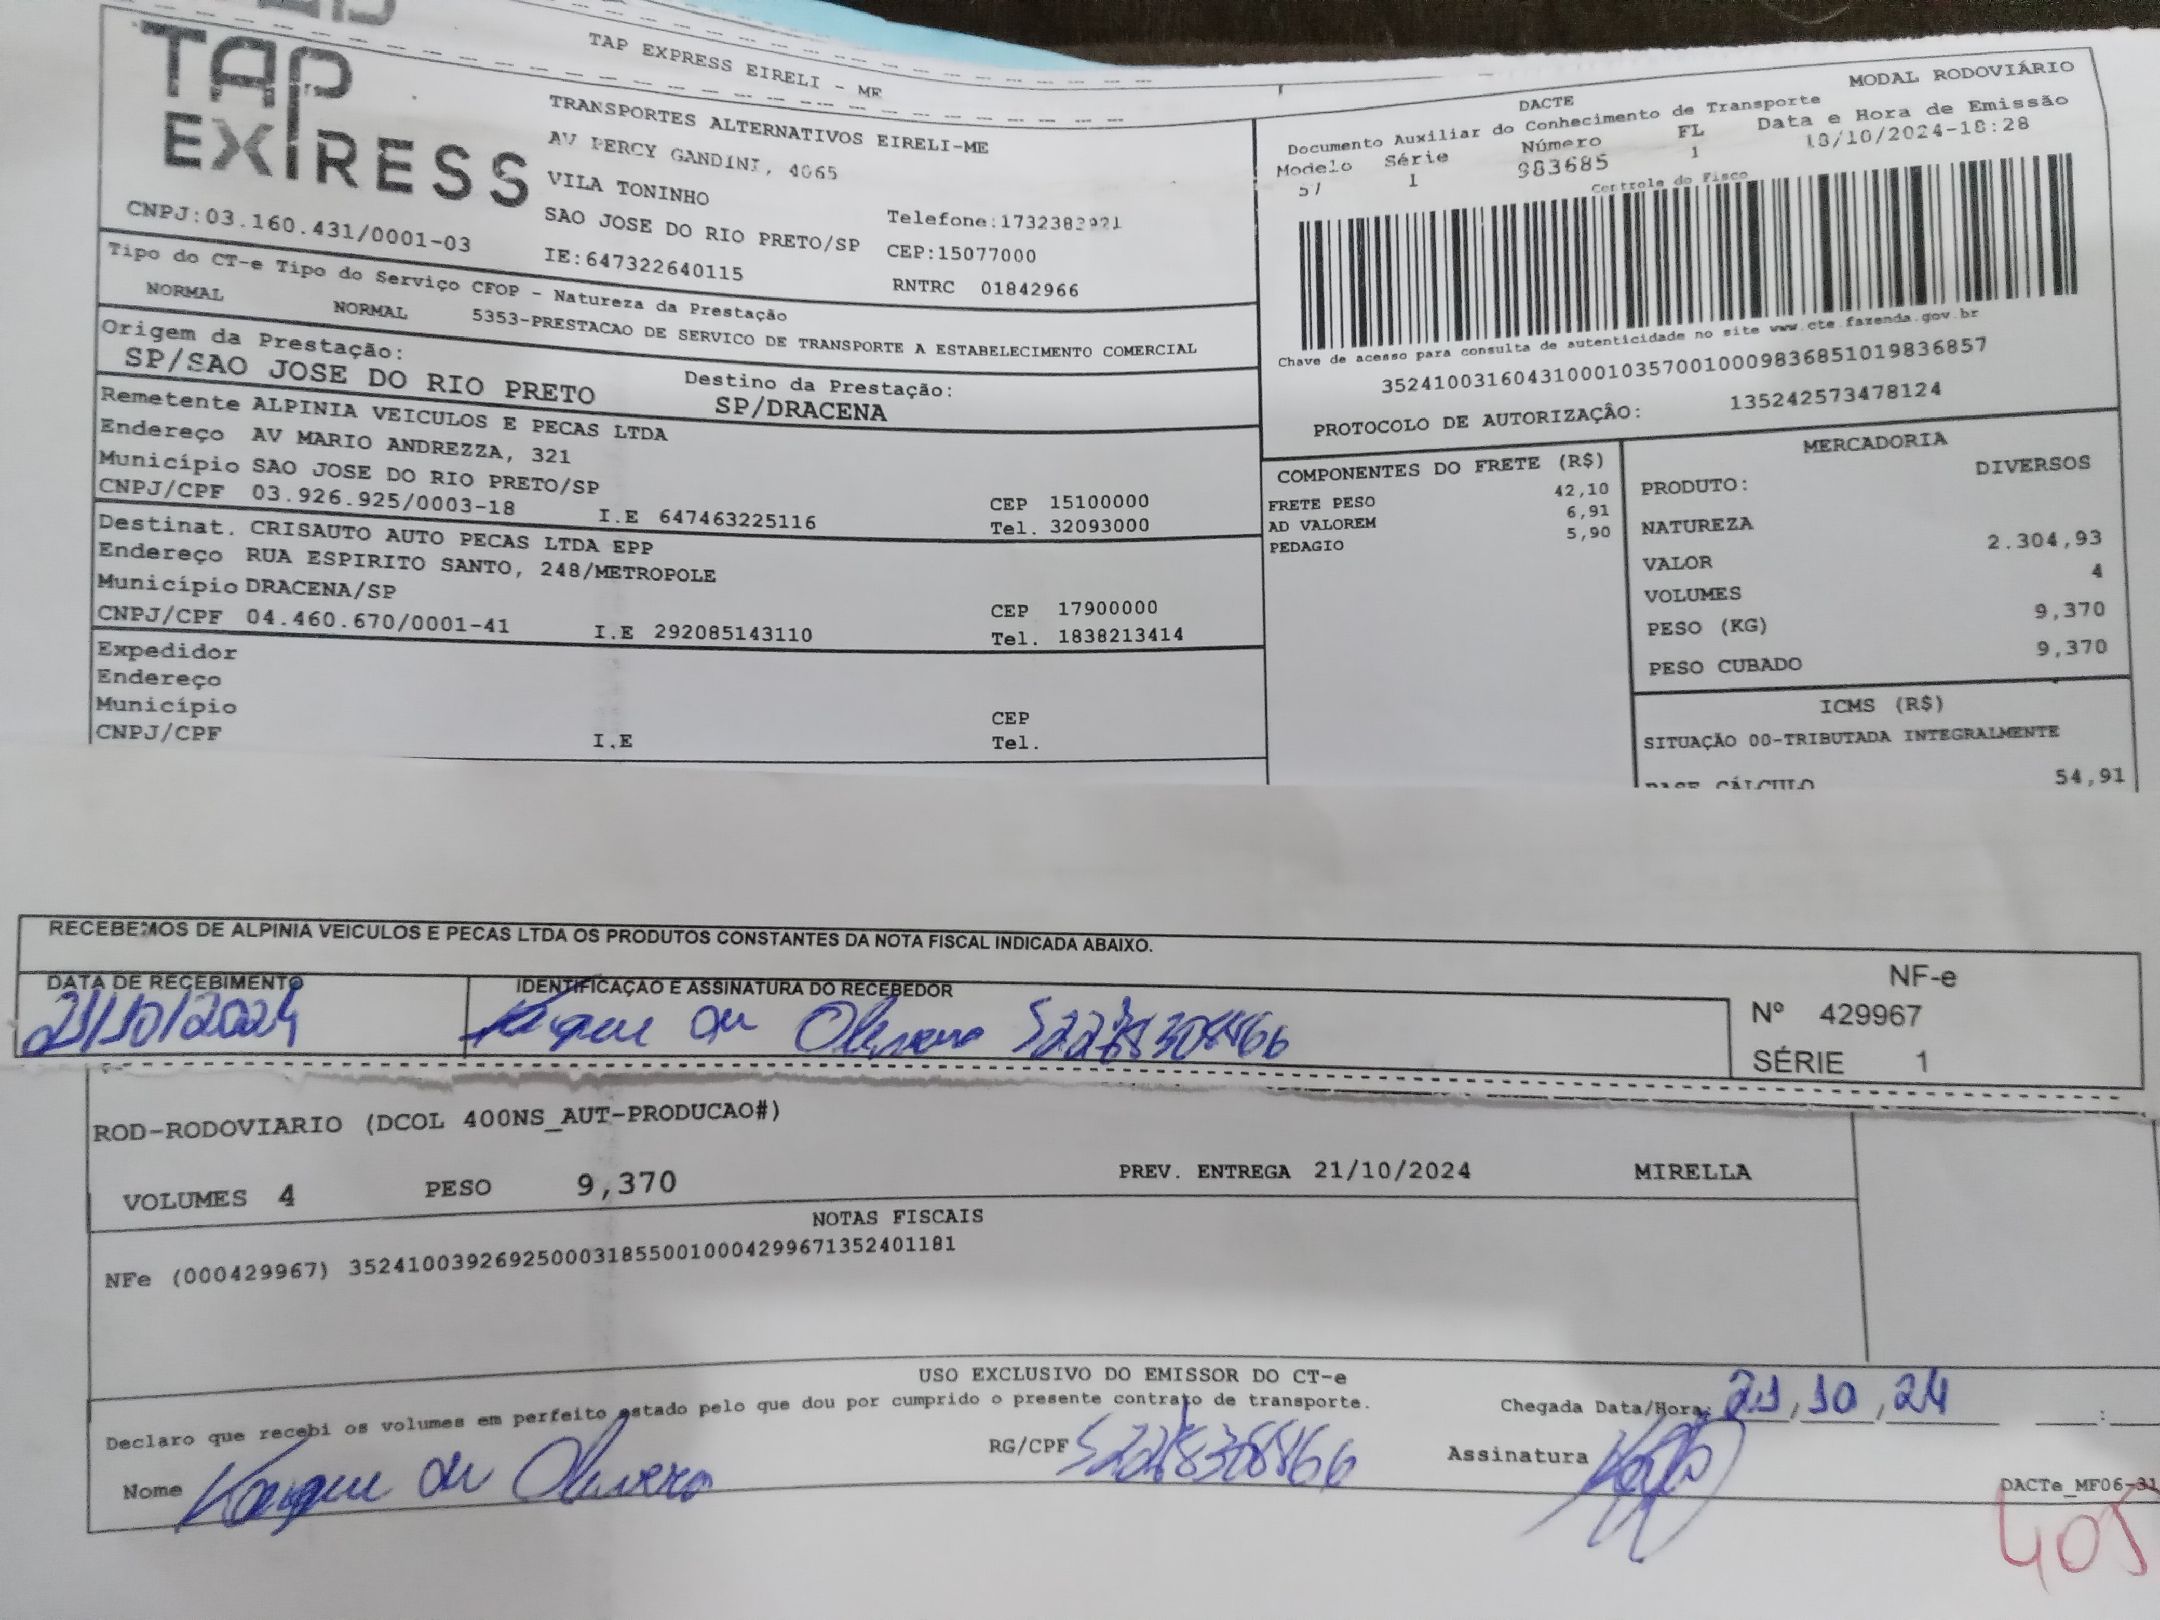 TAP EXPRESS
TAP EXPRESS EIRELI - ME
TRANSPORTES ALTERNATIVOS EIRELI-ME
AV PERCY GANDINI, 4065
VILA TONINHO
SAO JOSE DO RIO PRETO/SP
IE:647322640115
CEP:15077000
RNTRC 01842966
CNPJ:03.160.431/0001-03
MODAL RODOVIÁRIO
DACTE
Documento Auxiliar do Conhecimento de Transporte
Modelo Série Número FL Data e Hora de Emissão
57 1 983685 1
Controle do Fisco
Chave de acesso para consulta de autenticidade no site www.cte.fazenda.gov.br
35241003160431000103570010009836851019836857
PROTOCOLO DE AUTORIZAÇÂO: 135242573478124
Tipo do CT-e Tipo do Serviço CFOP - Natureza da Prestação
NORMAL NORMAL 5353-PRESTACAO DE SERVICO DE TRANSPORTE A ESTABELECIMENTO COMERCIAL
Origem da Prestação: Destino da Prestação:
SP/SAO JOSE DO RIO PRETO SP/DRACENA
Remetente ALPINIA VEICULOS E PECAS LTDA
Endereço AV MARIO ANDREZZA, 321
Município SAO JOSE DO RIO PRETO/SP CEP 15100000
CNPJ/CPF 03.926.925/0003-18 I.E 647463225116 Tel. 32093000
Destinat. CRISAUTO AUTO PECAS LTDA EPP
Endereço RUA ESPIRITO SANTO, 248/METROPOLE
Município DRACENA/SP CEP 17900000
CNPJ/CPF 04.460.670/0001-41 I.E 292085143110 Tel. 1838213414
Expedidor
Endereço
Município CEP
CNPJ/CPF I.E Tel.
COMPONENTES DO FRETE (R$)
FRETE PESO 42,10
AD VALOREM 6,91
PEDAGIO 5,90
MERCADORIA
PRODUTO: DIVERSOS
NATUREZA
VALOR 2.304,93
VOLUMES 4
PESO (KG) 9,370
PESO CUBADO 9,370
ICMS (R$)
SITUAÇÃO 00-TRIBUTADA INTEGRALMENTE
BASE CÁLCULO 54,91
RECEBEMOS DE ALPINIA VEICULOS E PECAS LTDA OS PRODUTOS CONSTANTES DA NOTA FISCAL INDICADA ABAIXO.
DATA DE RECEBIMENTO IDENTIFICAÇÃO E ASSINATURA DO RECEBEDOR
21/10/2024 Kaique de Oliveira
NF-e
Nº 429967
SÉRIE 1
ROD-RODOVIARIO (DCOL 400NS_AUT-PRODUCAO#)
VOLUMES 4 PESO 9,370 PREV. ENTREGA 21/10/2024 MIRELLA
NOTAS FISCAIS
NFe (000429967) 35241003926925000318550010004299671352401181
USO EXCLUSIVO DO EMISSOR DO CT-e
Declaro que recebi os volumes em perfeito estado pelo que dou por cumprido o presente contrato de transporte.
Chegada Data/Hora: 21, 10, 24 :
Nome Kaique de Oliveira RG/CPF Assinatura
DACTe_MF06-31
405